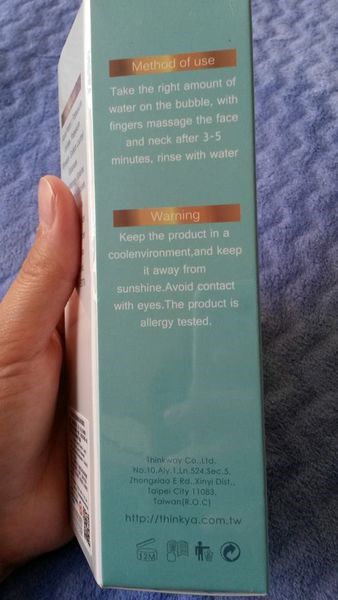 Method of use
Take the right amount of
water on the bubble, with
fingers massage the face
and neck after 3-5
minutes, rinse with water
Warning
Keep the product in a
coolenvironment,and keep
it away from
sunshine.Avoid contact
with eyes.The product is
allergy tested.
Thinkway Co.,Ltd.
No.10,Aly.1,Ln 524,Sec.5,
Zhongxiao E Rd.,Xinyi Dist.,
Taipei City 11083,
Taiwan(R.O.C)
http://thinkya.com.tw
12M